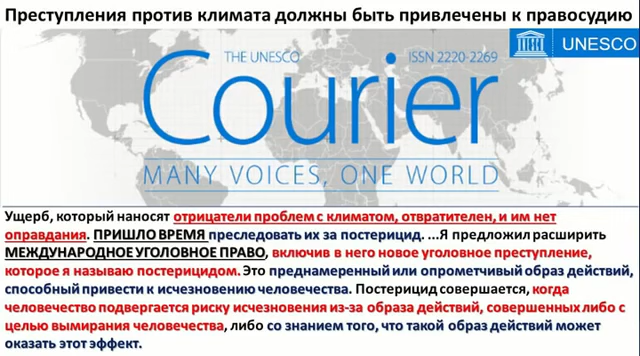 Преступления против климата должны быть привлечены к правосудию
THE UNESCO
ISSN 2220-2269
UNESCO
Courier
MANY VOICES, ONE WORLD
Ущерб, который наносят отрицатели проблем с климатом, отвратителен, и им нет
оправдания. ПРИШЛО ВРЕМЯ преследовать их за постерицид. ...Я предложил расширить
МЕЖДУНАРОДНОЕ УГОЛОВНОЕ ПРАВО, включив в него новое уголовное преступление,
которое я называю постерицидом. Это преднамеренный или опрометчивый образ действий,
способный привести к исчезновению человечества. Постерицид совершается, когда
человечество подвергается риску исчезновения из-за образа действий, совершенных либо с
целью вымирания человечества, либо со знанием того, что такой образ действий может
оказать этот эффект.